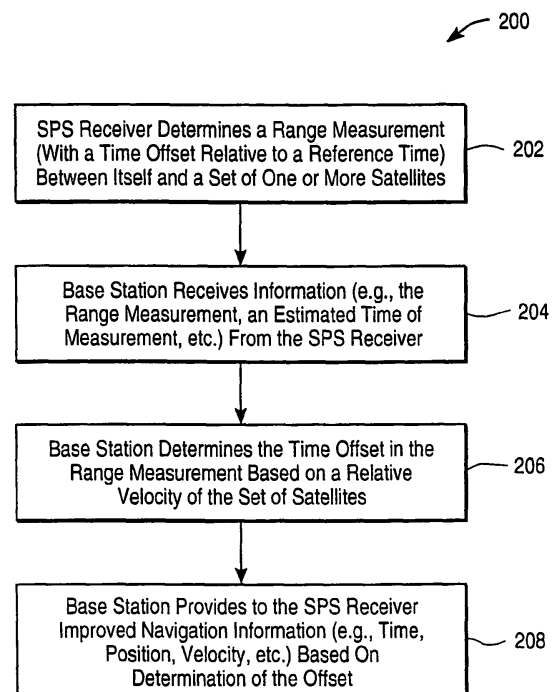 200
SPS Receiver Determines a Range Measurement
(With a Time Offset Relative to a Reference Time)
Between Itself and a Set of One or More Satellites
202
Base Station Receives Information (e.g., the
Range Measurement, an Estimated Time of
Measurement, etc.) From the SPS Receiver
204
Base Station Determines the Time Offset in the
Range Measurement Based on a Relative
Velocity of the Set of Satellites
206
Base Station Provides to the SPS Receiver
Improved Navigation Information (e.g., Time,
Position, Velocity, etc.) Based On
Determination of the Offset
208